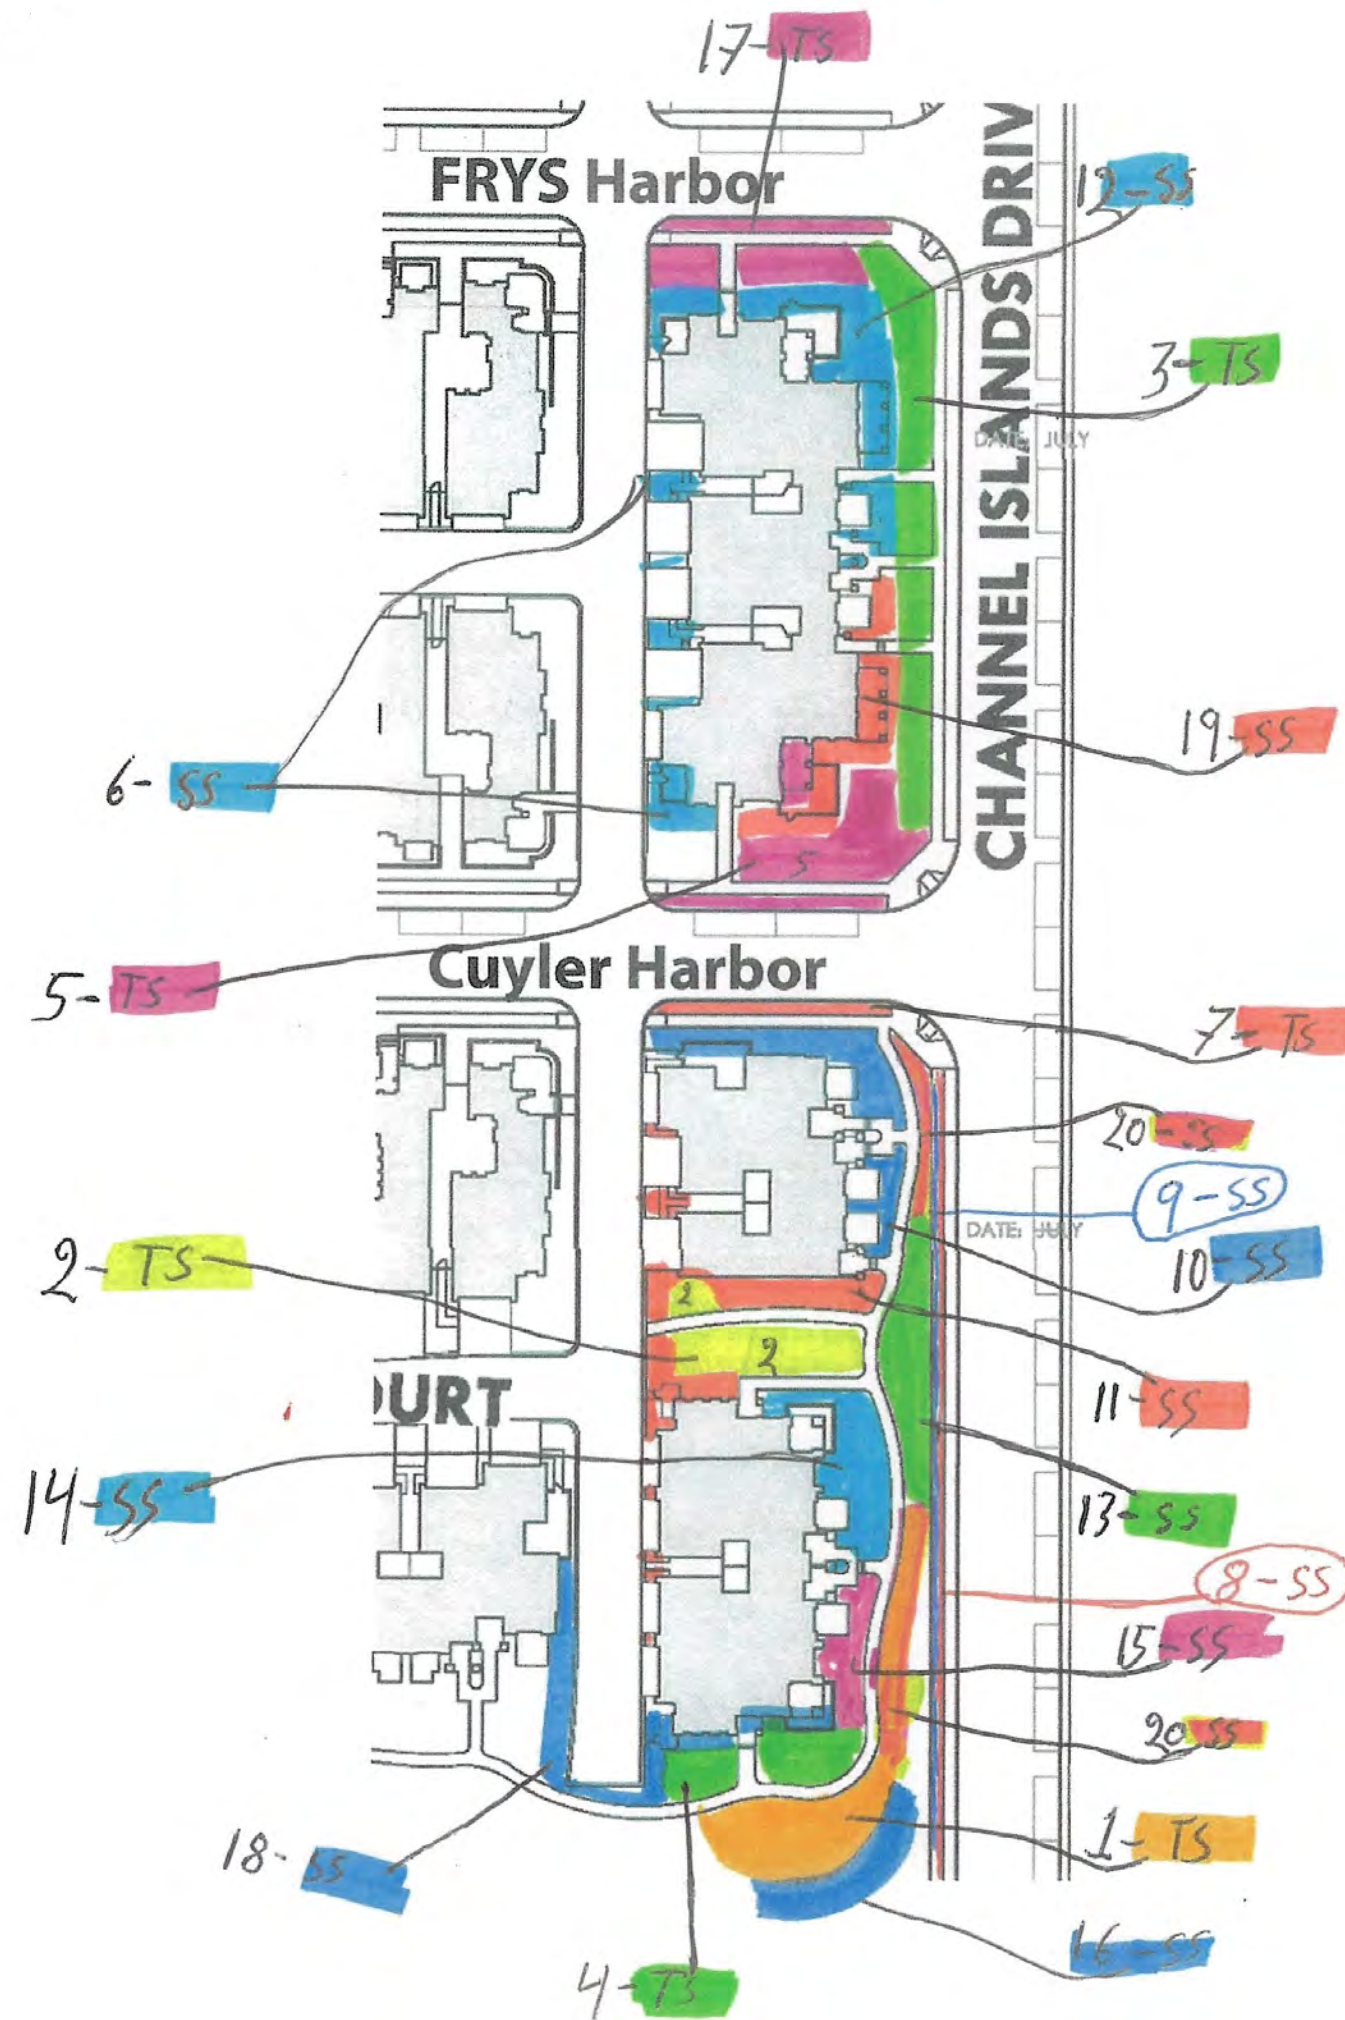 17-TS
FRYS Harbor
CHANNEL ISLANDS DRIV
12-SS
3-TS
DATE: JULY
19-SS
6-SS
5
5-TS
Cuyler Harbor
7-TS
20-SS
9-SS
DATE: JULY
10-SS
2-TS
2
2
11-SS
OURT
14-SS
13-SS
8-SS
15-SS
20 SS
18-SS
1-TS
16-SS
4-TS